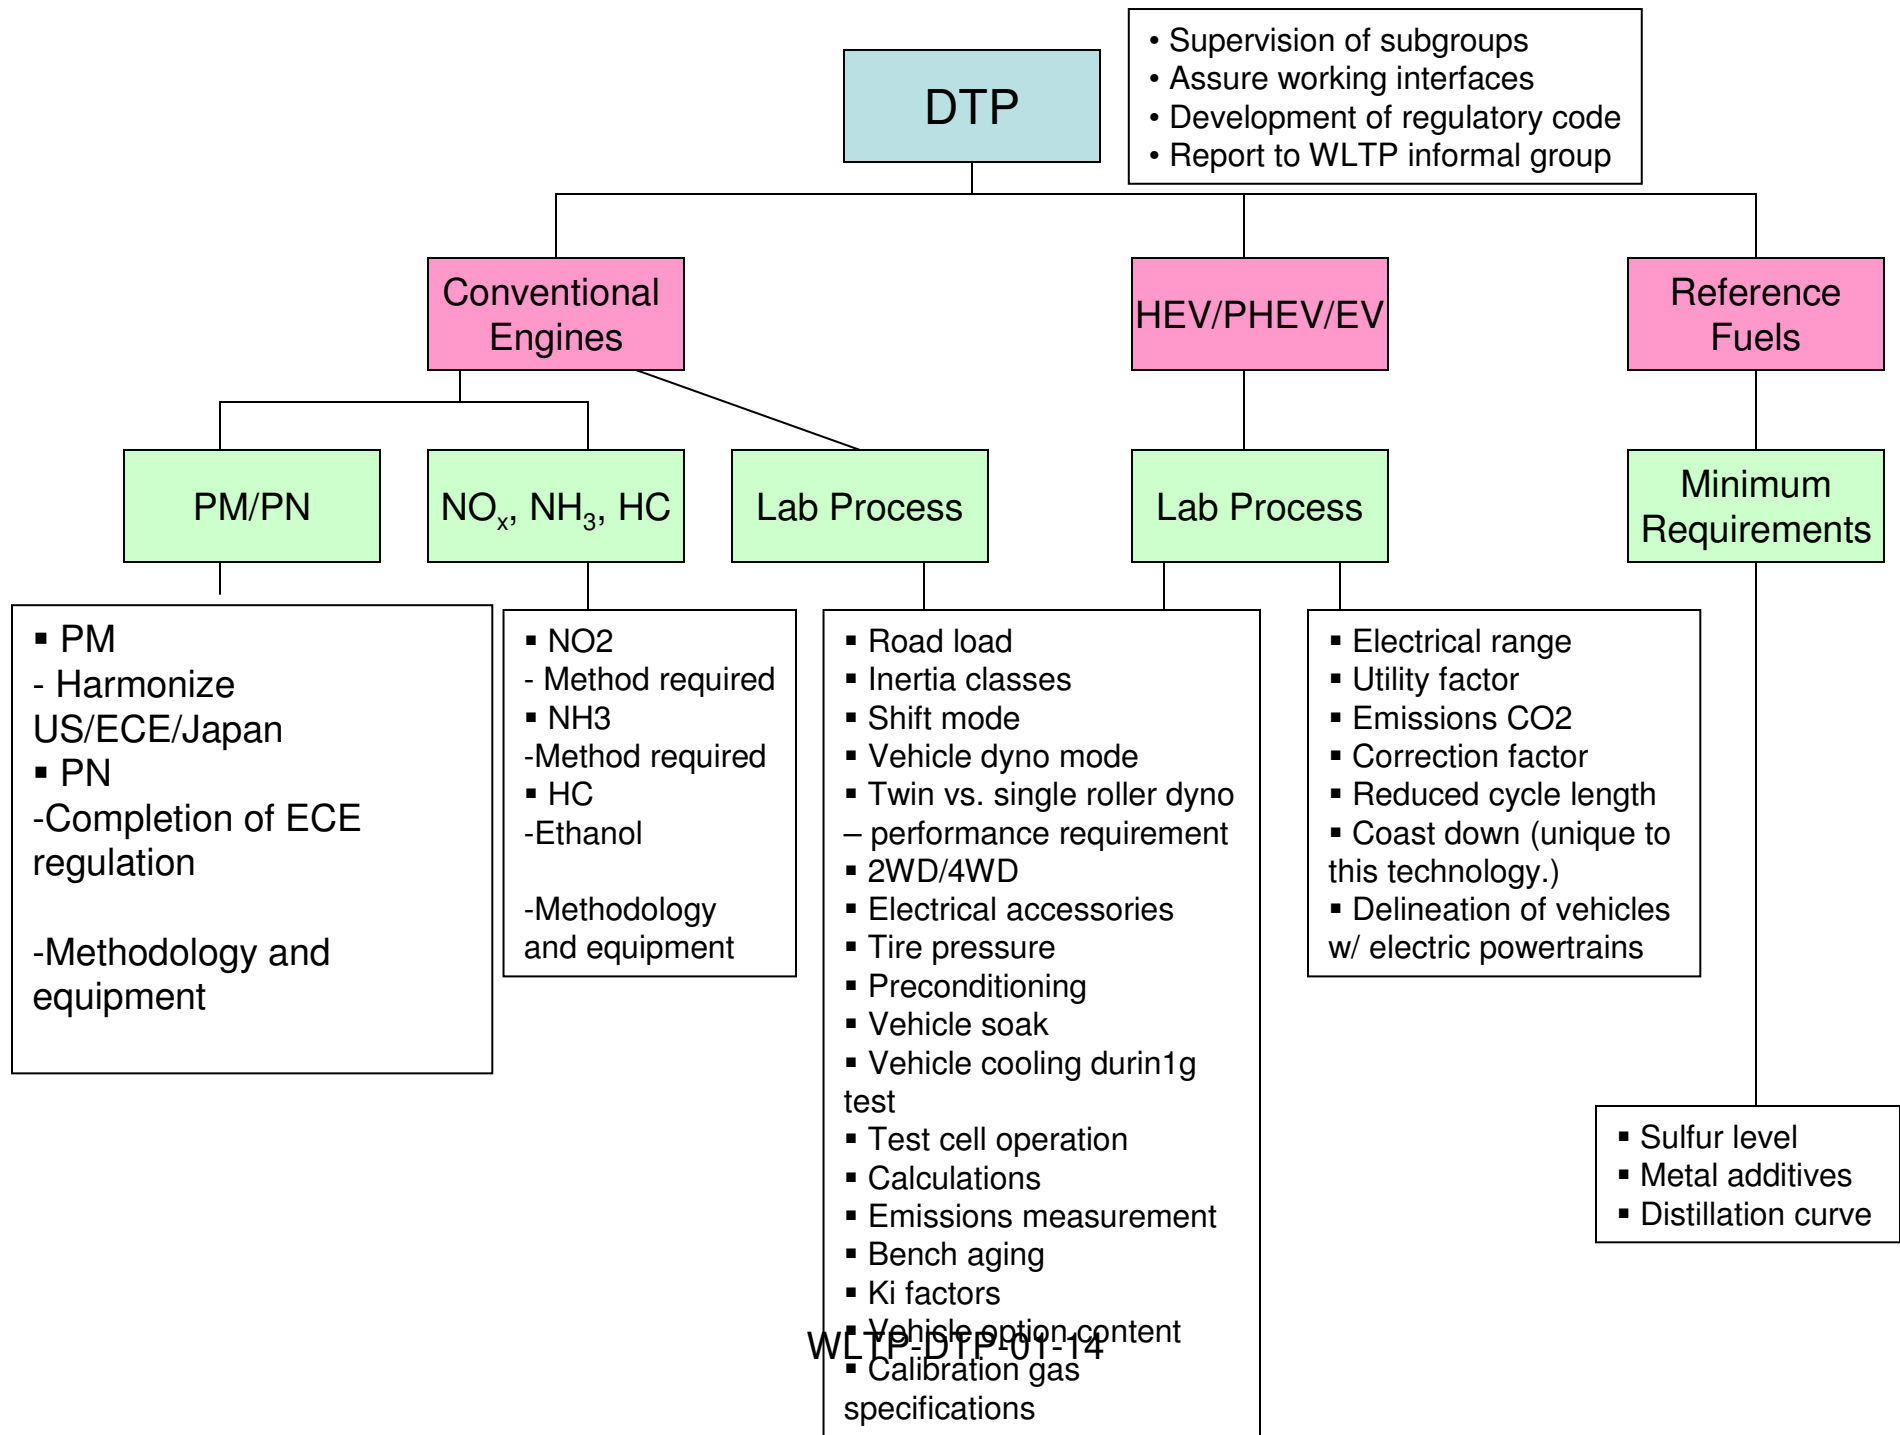 DTP
• Supervision of subgroups
• Assure working interfaces
• Development of regulatory code
• Report to WLTP informal group
Conventional
Engines
HEV/PHEV/EV
Reference
Fuels
PM/PN
NOx, NH3, HC
Lab Process
Lab Process
Minimum
Requirements
▪ PM
- Harmonize
US/ECE/Japan
▪ PN
-Completion of ECE
regulation
-Methodology and
equipment
▪ NO2
- Method required
▪ NH3
-Method required
▪ HC
-Ethanol
-Methodology
and equipment
▪ Road load
▪ Inertia classes
▪ Shift mode
▪ Vehicle dyno mode
▪ Twin vs. single roller dyno
– performance requirement
▪ 2WD/4WD
▪ Electrical accessories
▪ Tire pressure
▪ Preconditioning
▪ Vehicle soak
▪ Vehicle cooling durin1g
test
▪ Test cell operation
▪ Calculations
▪ Emissions measurement
▪ Bench aging
▪ Ki factors
▪ Vehicle option content
▪ Calibration gas
specifications
▪ Electrical range
▪ Utility factor
▪ Emissions CO2
▪ Correction factor
▪ Reduced cycle length
▪ Coast down (unique to
this technology.)
▪ Delineation of vehicles
w/ electric powertrains
▪ Sulfur level
▪ Metal additives
▪ Distillation curve
WLTP-DTP-01-14